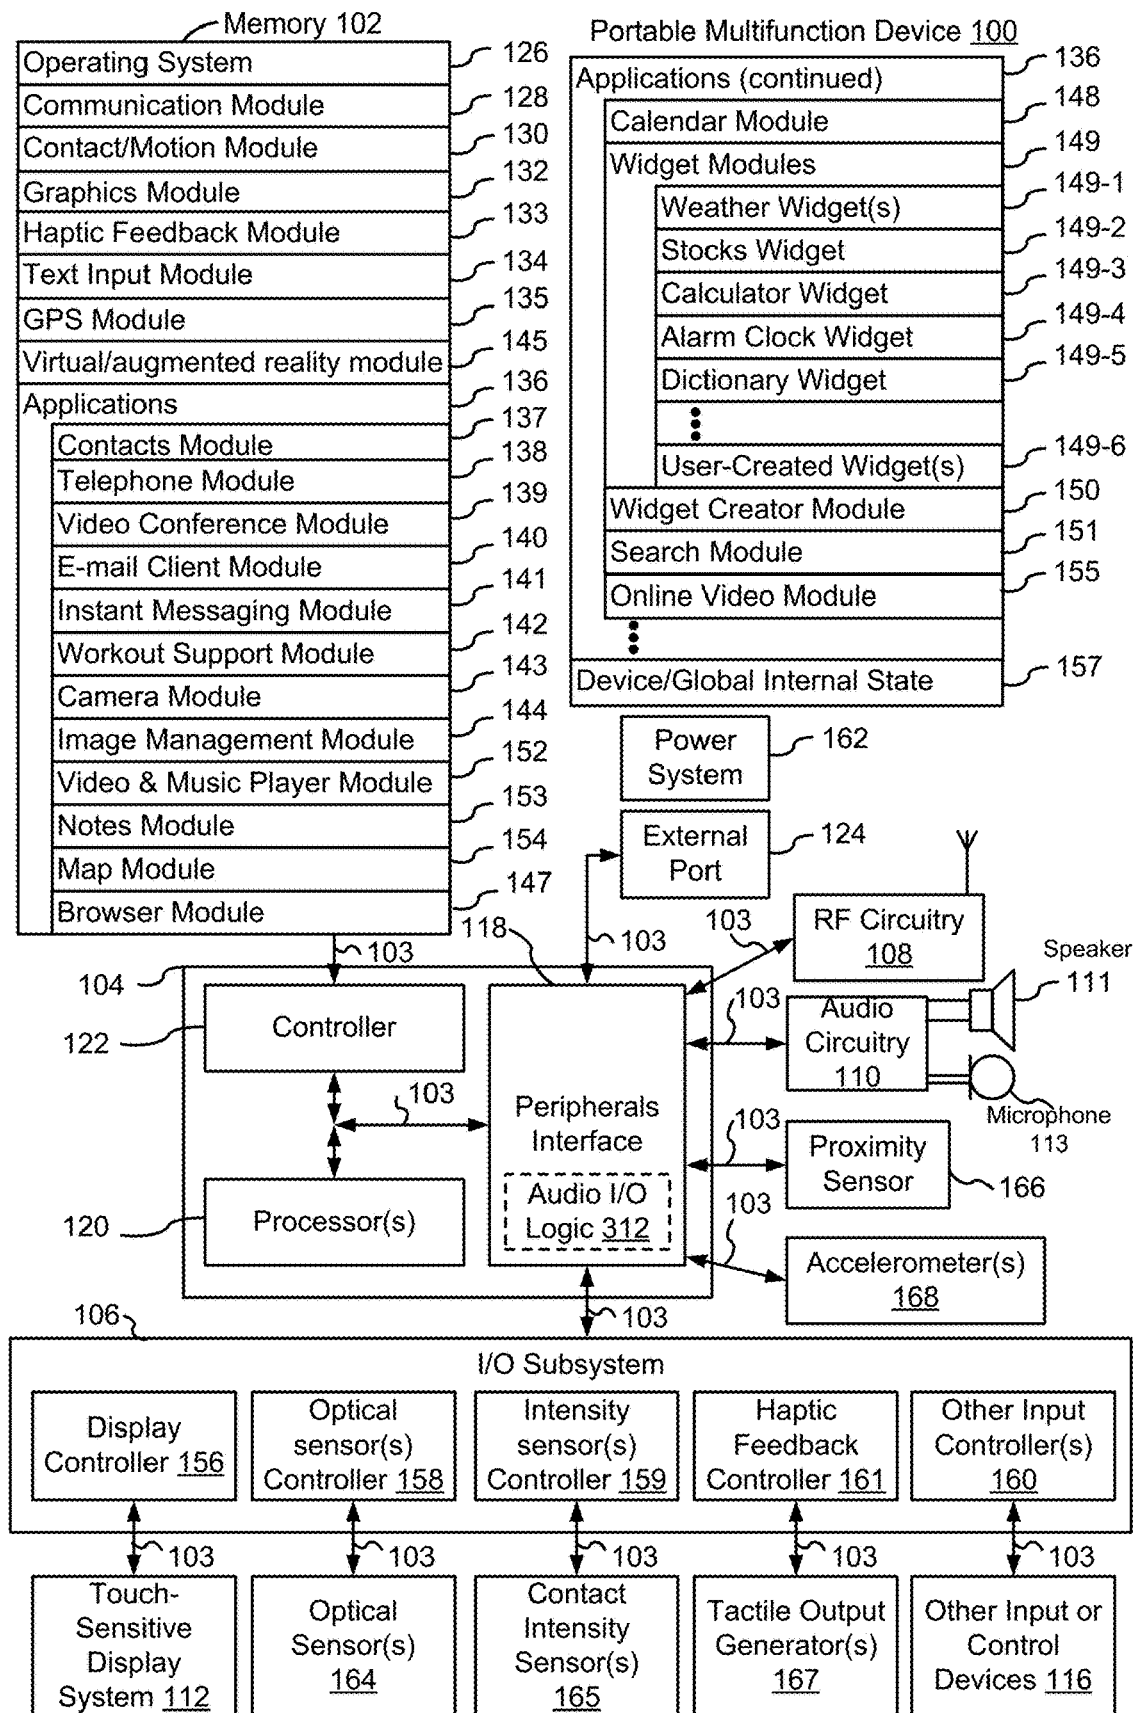 Memory 102
Operating System 126
Communication Module 128
Contact/Motion Module 130
Graphics Module 132
Haptic Feedback Module 133
Text Input Module 134
GPS Module 135
Virtual/augmented reality module 145
Applications 136
Contacts Module 137
Telephone Module 138
Video Conference Module 139
E-mail Client Module 140
Instant Messaging Module 141
Workout Support Module 142
Camera Module 143
Image Management Module 144
Video & Music Player Module 152
Notes Module 153
Map Module 154
Browser Module 147
Portable Multifunction Device 100
Applications (continued) 136
Calendar Module 148
Widget Modules 149
Weather Widget(s) 149-1
Stocks Widget 149-2
Calculator Widget 149-3
Alarm Clock Widget 149-4
Dictionary Widget 149-5
User-Created Widget(s) 149-6
Widget Creator Module 150
Search Module 151
Online Video Module 155
Device/Global Internal State 157
Power
System
162
External
Port
124
103
118
103
103
RF Circuitry
108
Speaker
111
104
Controller
122
103
Audio
Circuitry
110
Microphone
113
103
Peripherals
Interface
Audio I/O
Logic 312
103
Proximity
Sensor
166
120
Processor(s)
103
Accelerometer(s)
168
103
106
I/O Subsystem
Display
Controller 156
Optical
sensor(s)
Controller 158
Intensity
sensor(s)
Controller 159
Haptic
Feedback
Controller 161
Other Input
Controller(s)
160
103
103
103
103
103
Touch-
Sensitive
Display
System 112
Optical
Sensor(s)
164
Contact
Intensity
Sensor(s)
165
Tactile Output
Generator(s)
167
Other Input or
Control
Devices 116